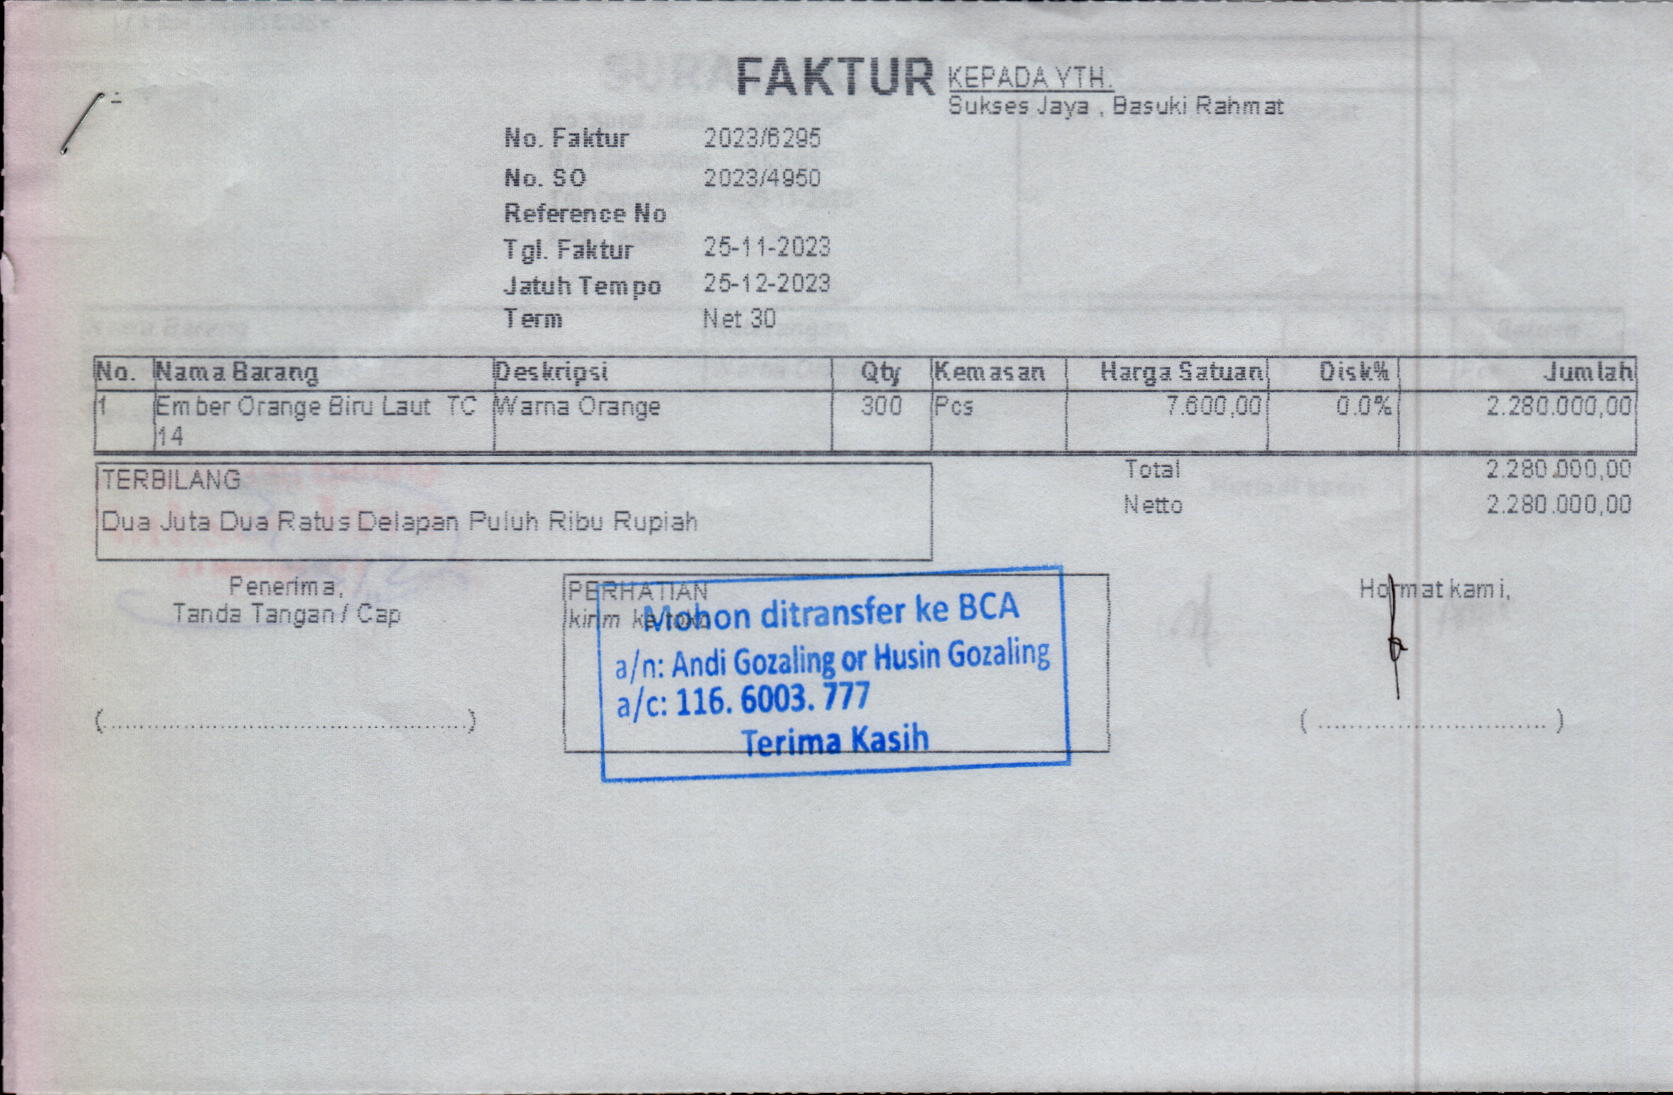 FAKTUR
KEPADA YTH.
Sukses Jaya , Basuki Rahmat
No. Faktur 2023/6295
No. SO 2023/4950
Reference No
Tgl. Faktur 25-11-2023
Jatuh Tempo 25-12-2023
Term Net 30
No. Nama Barang Deskripsi Qty Kemasan Harga Satuan Disk% Jumlah
1 Ember Orange Biru Laut TC Warna Orange 300 Pcs 7.600,00 0.0% 2.280.000,00
14
TERBILANG
Dua Juta Dua Ratus Delapan Puluh Ribu Rupiah
Total 2.280.000,00
Netto 2.280.000,00
Penerima,
Tanda Tangan / Cap
(................................................)
PERHATIAN
kirim ke toko
Mohon ditransfer ke BCA
a/n: Andi Gozaling or Husin Gozaling
a/c: 116. 6003. 777
Terima Kasih
Hormat kami,
( .............................. )